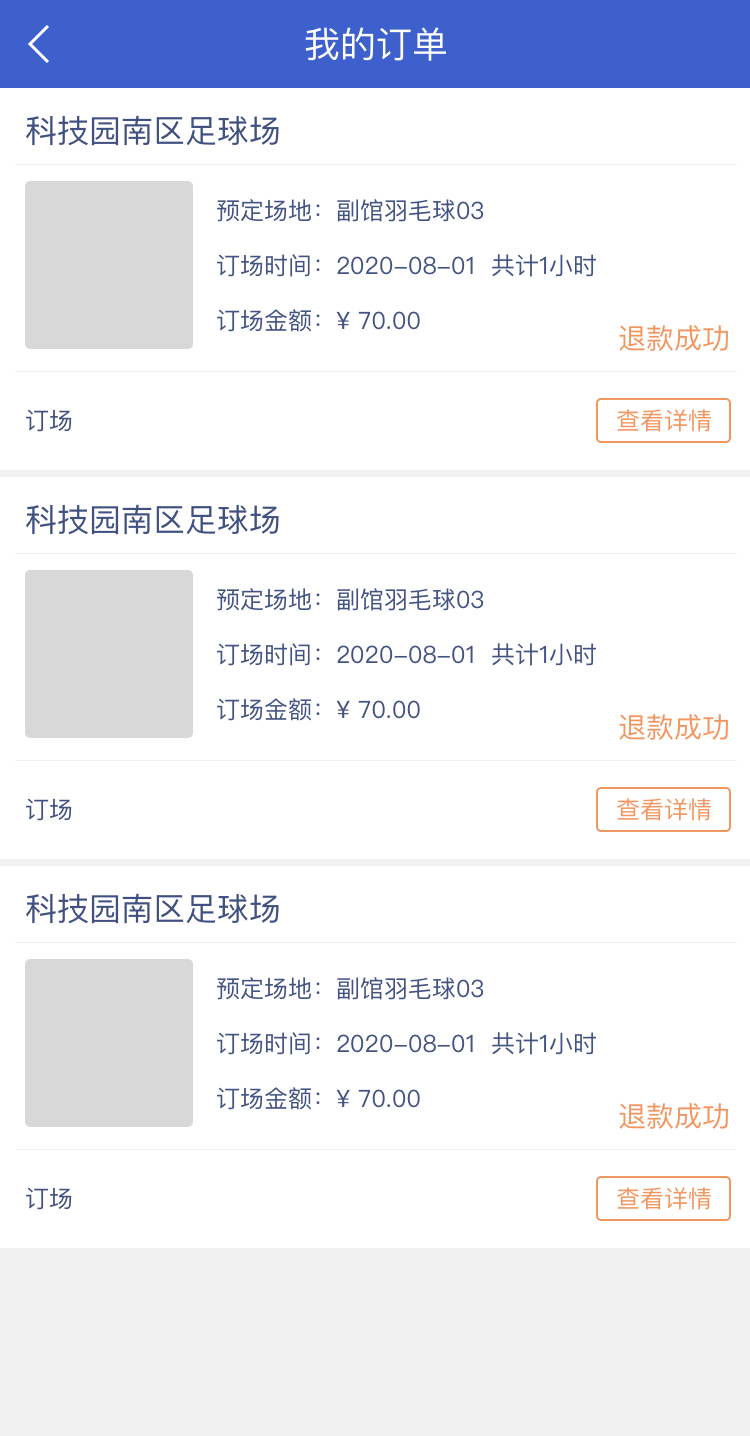 我的订单
科技园南区足球场
预定场地：副馆羽毛球03
订场时间：2020-08-01 共计1小时
订场金额：¥ 70.00
退款成功
订场
查看详情
科技园南区足球场
预定场地：副馆羽毛球03
订场时间：2020-08-01 共计1小时
订场金额：¥ 70.00
退款成功
订场
查看详情
科技园南区足球场
预定场地：副馆羽毛球03
订场时间：2020-08-01 共计1小时
订场金额：¥ 70.00
退款成功
订场
查看详情